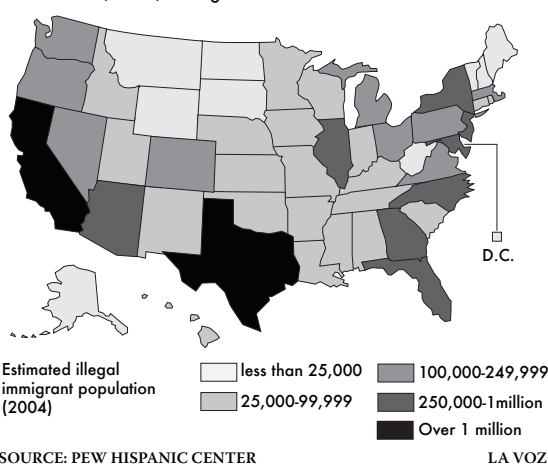 D.C.
Estimated illegal
immigrant population
(2004)
less than 25,000
25,000-99,999
100,000-249,999
250,000-1million
Over 1 million
SOURCE: PEW HISPANIC CENTER
LA VOZ